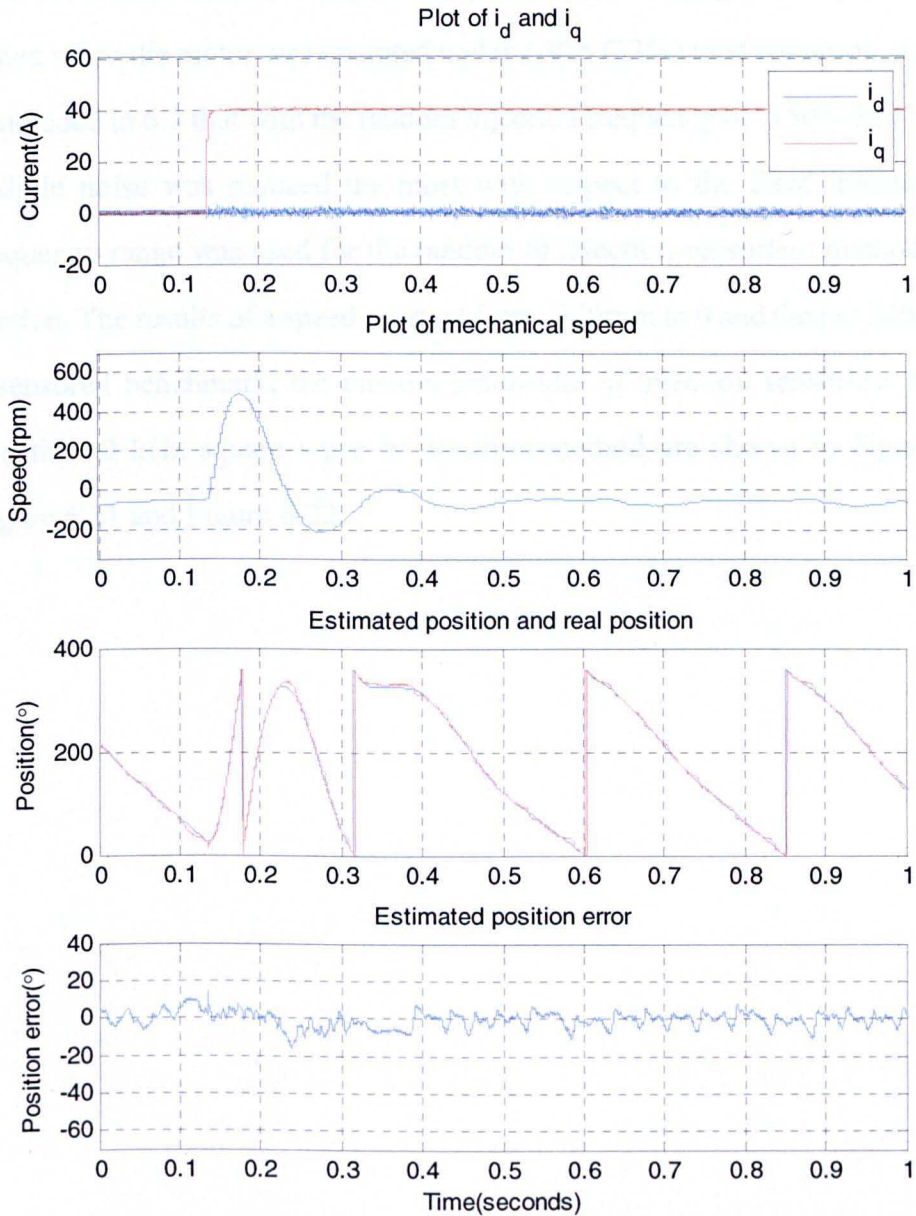 Plot of i_d and i_q
Current(A)
60
40
20
0
-20
i_d
i_q
0 0.1 0.2 0.3 0.4 0.5 0.6 0.7 0.8 0.9 1
Plot of mechanical speed
Speed(rpm)
600
400
200
0
-200
0 0.1 0.2 0.3 0.4 0.5 0.6 0.7 0.8 0.9 1
Estimated position and real position
Position(°)
400
200
0
0 0.1 0.2 0.3 0.4 0.5 0.6 0.7 0.8 0.9 1
Estimated position error
Position error(°)
40
20
0
-20
-40
-60
0 0.1 0.2 0.3 0.4 0.5 0.6 0.7 0.8 0.9 1
Time(seconds)